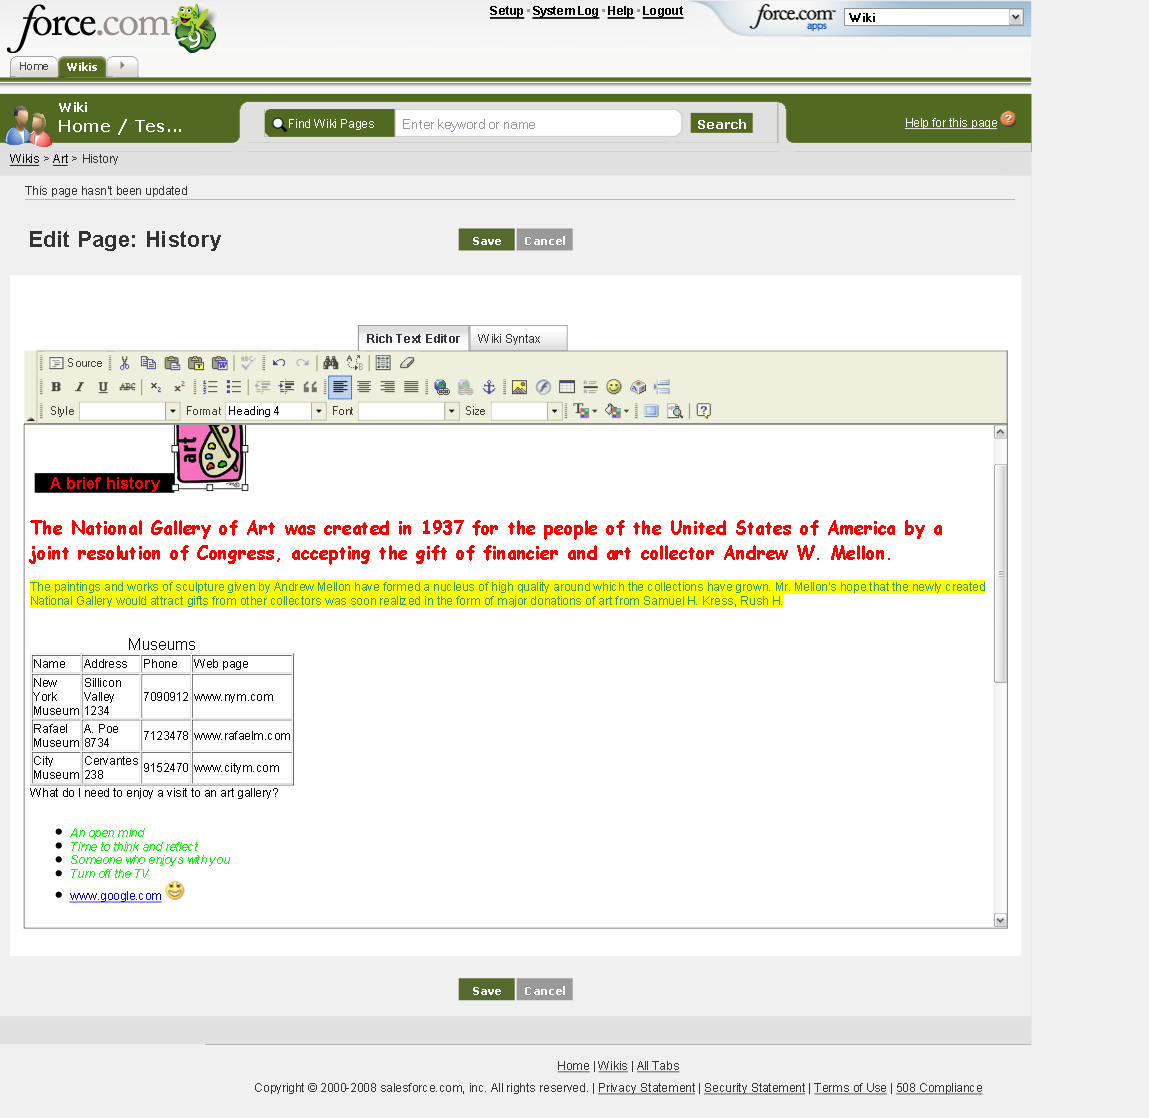 force.com 9
Setup · System Log · Help · Logout
force.com apps
Wiki
Home
Wikis
Wiki
Home / Tes...
Find Wiki Pages
Enter keyword or name
Search
Help for this page ?
Wikis > Art > History
This page hasn't been updated
Edit Page: History
Save Cancel
Rich Text Editor Wiki Syntax
Source
B I U ABC x₂ x²
Style Format Heading 4 Font Size
art
A brief history
The National Gallery of Art was created in 1937 for the people of the United States of America by a
joint resolution of Congress, accepting the gift of financier and art collector Andrew W. Mellon.
The paintings and works of sculpture given by Andrew Mellon have formed a nucleus of high quality around which the collections have grown. Mr. Mellon's hope that the newly created
National Gallery would attract gifts from other collectors was soon realized in the form of major donations of art from Samuel H. Kress, Rush H.
Museums
Name Address Phone Web page
New York Museum Sillicon Valley 1234 7090912 www.nym.com
Rafael Museum A. Poe 8734 7123478 www.rafaelm.com
City Museum Cervantes 238 9152470 www.citym.com
What do I need to enjoy a visit to an art gallery?
An open mind
Time to think and reflect
Someone who enjoys with you
Turn off the TV
www.google.com
Save Cancel
Home | Wikis | All Tabs
Copyright © 2000-2008 salesforce.com, inc. All rights reserved. | Privacy Statement | Security Statement | Terms of Use | 508 Compliance